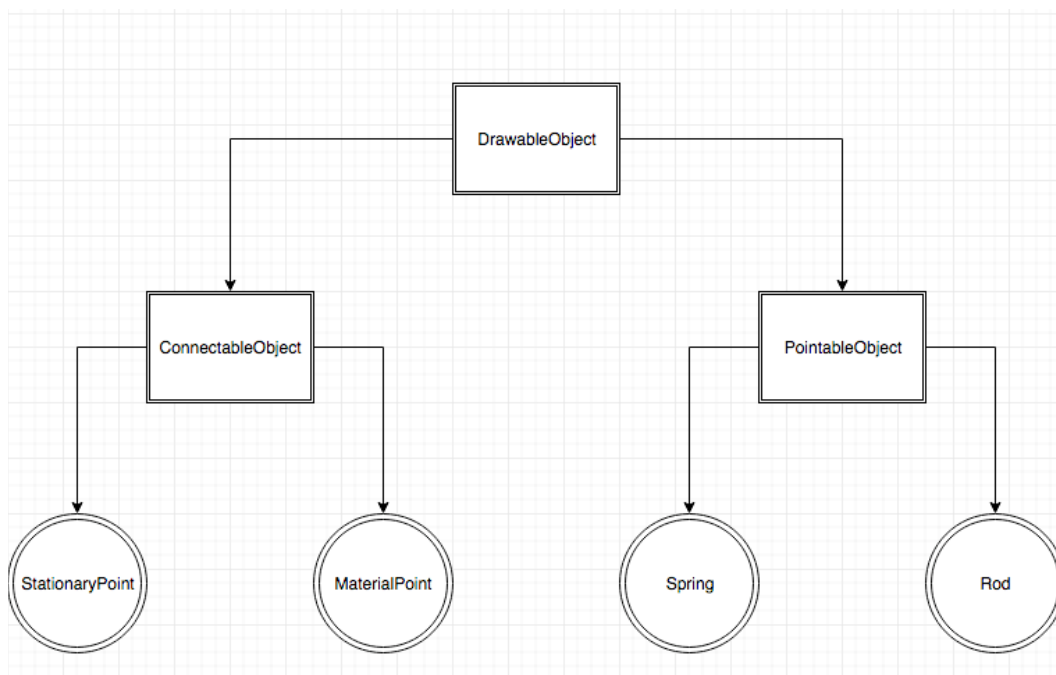 DrawableObject
ConnectableObject
PointableObject
StationaryPoint
MaterialPoint
Spring
Rod